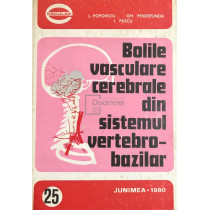 L. POPOVICIU GH. PENDEFUNDA
I. PASCU
Bolile
vasculare
cerebrale
din
sistemul
vertebro-
bazilar
25
JUNIMEA • 1980